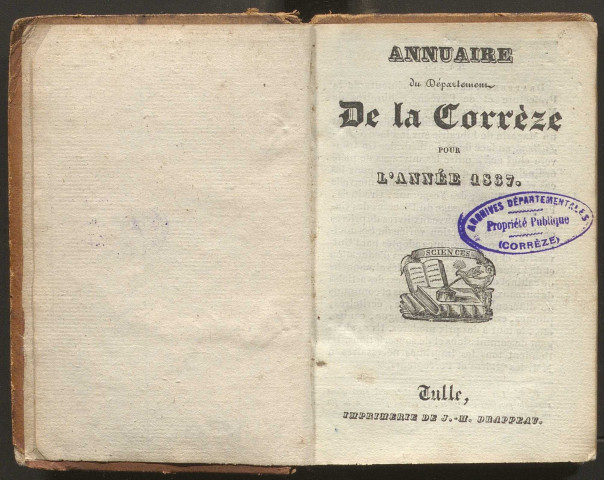 ANNUAIRE
du Département
De la Corrèze
POUR
L'ANNÉE 1837.
ARCHIVES DÉPARTEMENTALES
Propriété Publique
(CORRÈZE)
SCIENCES
Tulle,
IMPRIMERIE DE J.-M. DRAPPEAU.